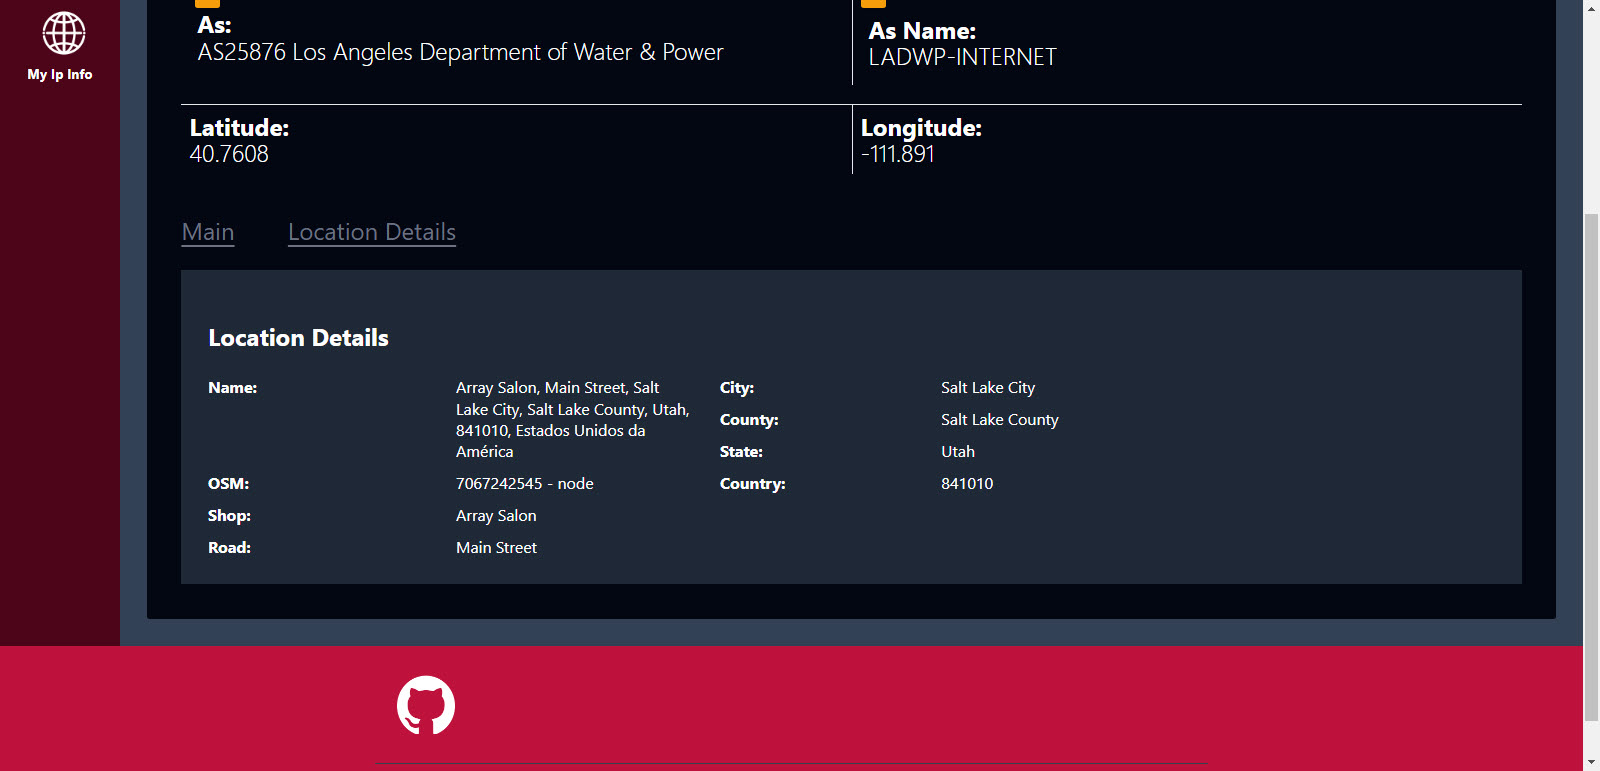 My Ip Info
As:
AS25876 Los Angeles Department of Water & Power
As Name:
LADWP-INTERNET
Latitude:
40.7608
Longitude:
-111.891
Main
Location Details
Location Details
Name:
Array Salon, Main Street, Salt
Lake City, Salt Lake County, Utah,
841010, Estados Unidos da
América
OSM:
7067242545 - node
Shop:
Array Salon
Road:
Main Street
City:
Salt Lake City
County:
Salt Lake County
State:
Utah
Country:
841010